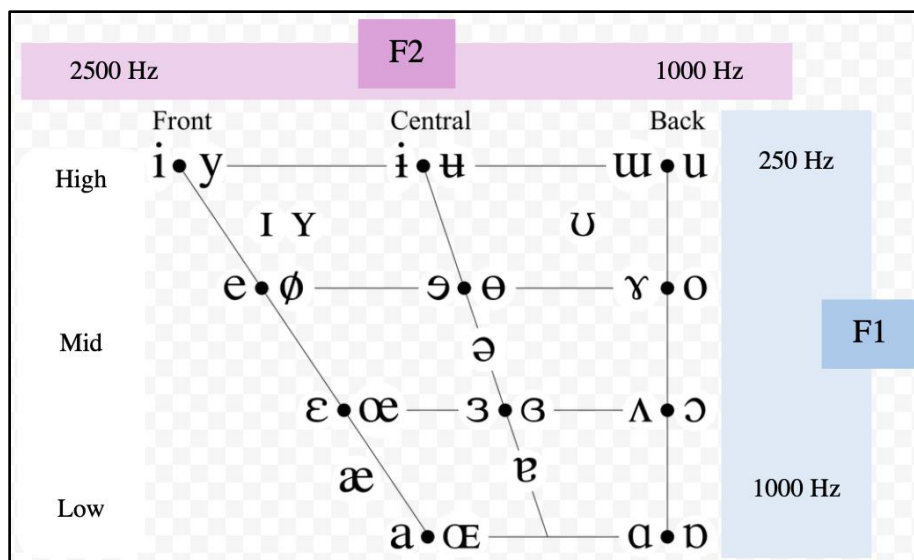 F2
2500 Hz 1000 Hz
Front Central Back
High i y ɨ ʉ ɯ u 250 Hz
I Y ʊ
e ø ɘ ɵ ɤ o
Mid ə F1
ɛ œ ɜ ɞ ʌ ɔ
æ ɐ 1000 Hz
Low a ɶ ɑ ɒ